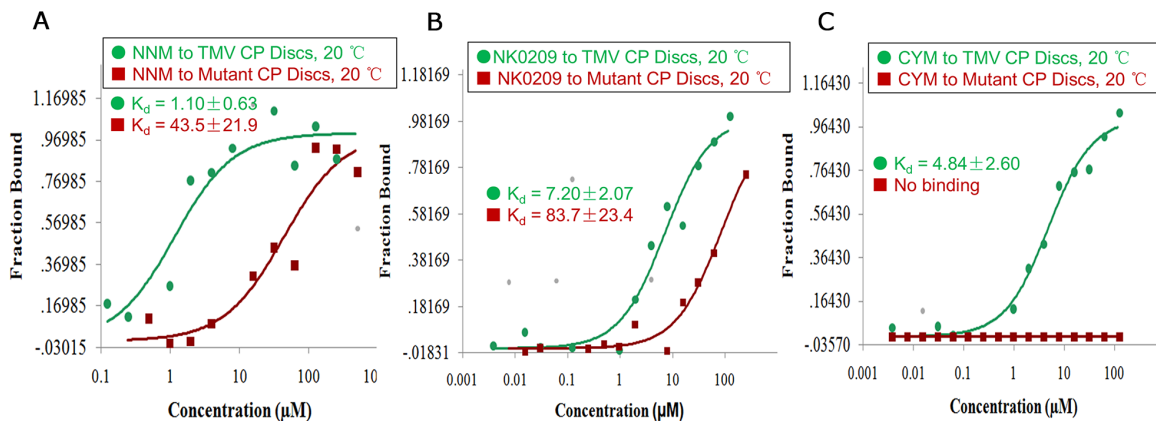 A
NNM to TMV CP Discs, 20 ℃
NNM to Mutant CP Discs, 20 ℃
Kd = 1.10±0.63
Kd = 43.5±21.9
Fraction Bound
1.16985
.96985
.76985
.56985
.36985
.16985
-.03015
0.1
1
10
100
10
Concentration (µM)
B
NK0209 to TMV CP Discs, 20 ℃
NK0209 to Mutant CP Discs, 20 ℃
Kd = 7.20±2.07
Kd = 83.7±23.4
Fraction Bound
1.18169
.98169
.78169
.58169
.38169
.18169
-.01831
0.001
0.01
0.1
1
10
100
Concentration (µM)
C
CYM to TMV CP Discs, 20 ℃
CYM to Mutant CP Discs, 20 ℃
Kd = 4.84±2.60
No binding
Fraction Bound
1.16430
.96430
.76430
.56430
.36430
.16430
-.03570
0.001
0.01
0.1
1
10
100
Concentration (µM)